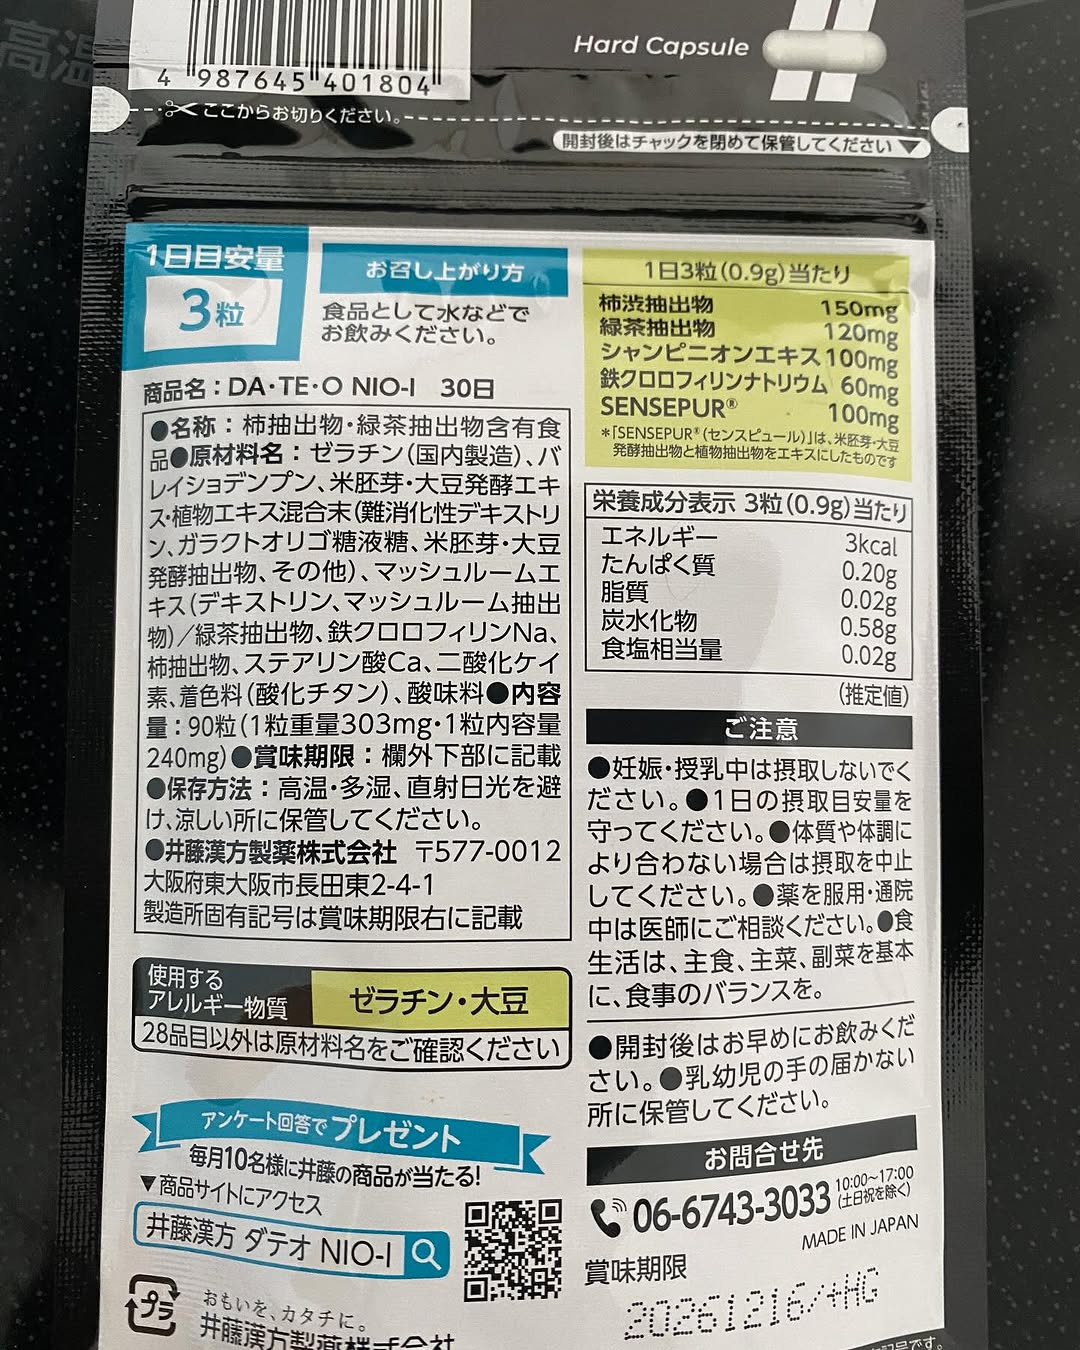 高温
Hard Capsule
4 987645 401804
ここからお切りください。
開封後はチャックを閉めて保管してください▼
1日目安量
3粒
お召し上がり方
食品として水などで
お飲みください。
商品名：DA・TE・O NIO-I 30日
●名称：柿抽出物・緑茶抽出物含有食
品●原材料名：ゼラチン（国内製造）、バ
レイショデンプン、米胚芽・大豆発酵エキ
ス・植物エキス混合末（難消化性デキストリ
ン、ガラクトオリゴ糖液糖、米胚芽・大豆
発酵抽出物、その他）、マッシュルームエ
キス（デキストリン、マッシュルーム抽出
物）／緑茶抽出物、鉄クロロフィリンNa、
柿抽出物、ステアリン酸Ca、二酸化ケイ
素、着色料（酸化チタン）、酸味料●内容
量：90粒（1粒重量303mg・1粒内容量
240mg）●賞味期限：欄外下部に記載
●保存方法：高温・多湿、直射日光を避
け、涼しい所に保管してください。
●井藤漢方製薬株式会社 〒577-0012
大阪府東大阪市長田東2-4-1
製造所固有記号は賞味期限右に記載
使用する
アレルギー物質
ゼラチン・大豆
28品目以外は原材料名をご確認ください
アンケート回答でプレゼント
毎月10名様に井藤の商品が当たる！
▼商品サイトにアクセス
井藤漢方 ダテオ NIO-I
プラ
おもいを、カタチに。
井藤漢方製薬株式会社
1日3粒（0.9g）当たり
柿渋抽出物 150mg
緑茶抽出物 120mg
シャンピニオンエキス 100mg
鉄クロロフィリンナトリウム 60mg
SENSEPUR® 100mg
＊「SENSEPUR®（センスピュール）」は、米胚芽・大豆
発酵抽出物と植物抽出物をエキスにしたものです
栄養成分表示 3粒（0.9g）当たり
エネルギー 3kcal
たんぱく質 0.20g
脂質 0.02g
炭水化物 0.58g
食塩相当量 0.02g
（推定値）
ご注意
●妊娠・授乳中は摂取しないでく
ださい。●1日の摂取目安量を
守ってください。●体質や体調に
より合わない場合は摂取を中止
してください。●薬を服用・通院
中は医師にご相談ください。●食
生活は、主食、主菜、副菜を基本
に、食事のバランスを。
●開封後はお早めにお飲みくだ
さい。●乳幼児の手の届かない
所に保管してください。
お問合せ先
06-6743-3033 10:00～17:00
（土日祝を除く）
MADE IN JAPAN
賞味期限
20261216/+HG
記号です。